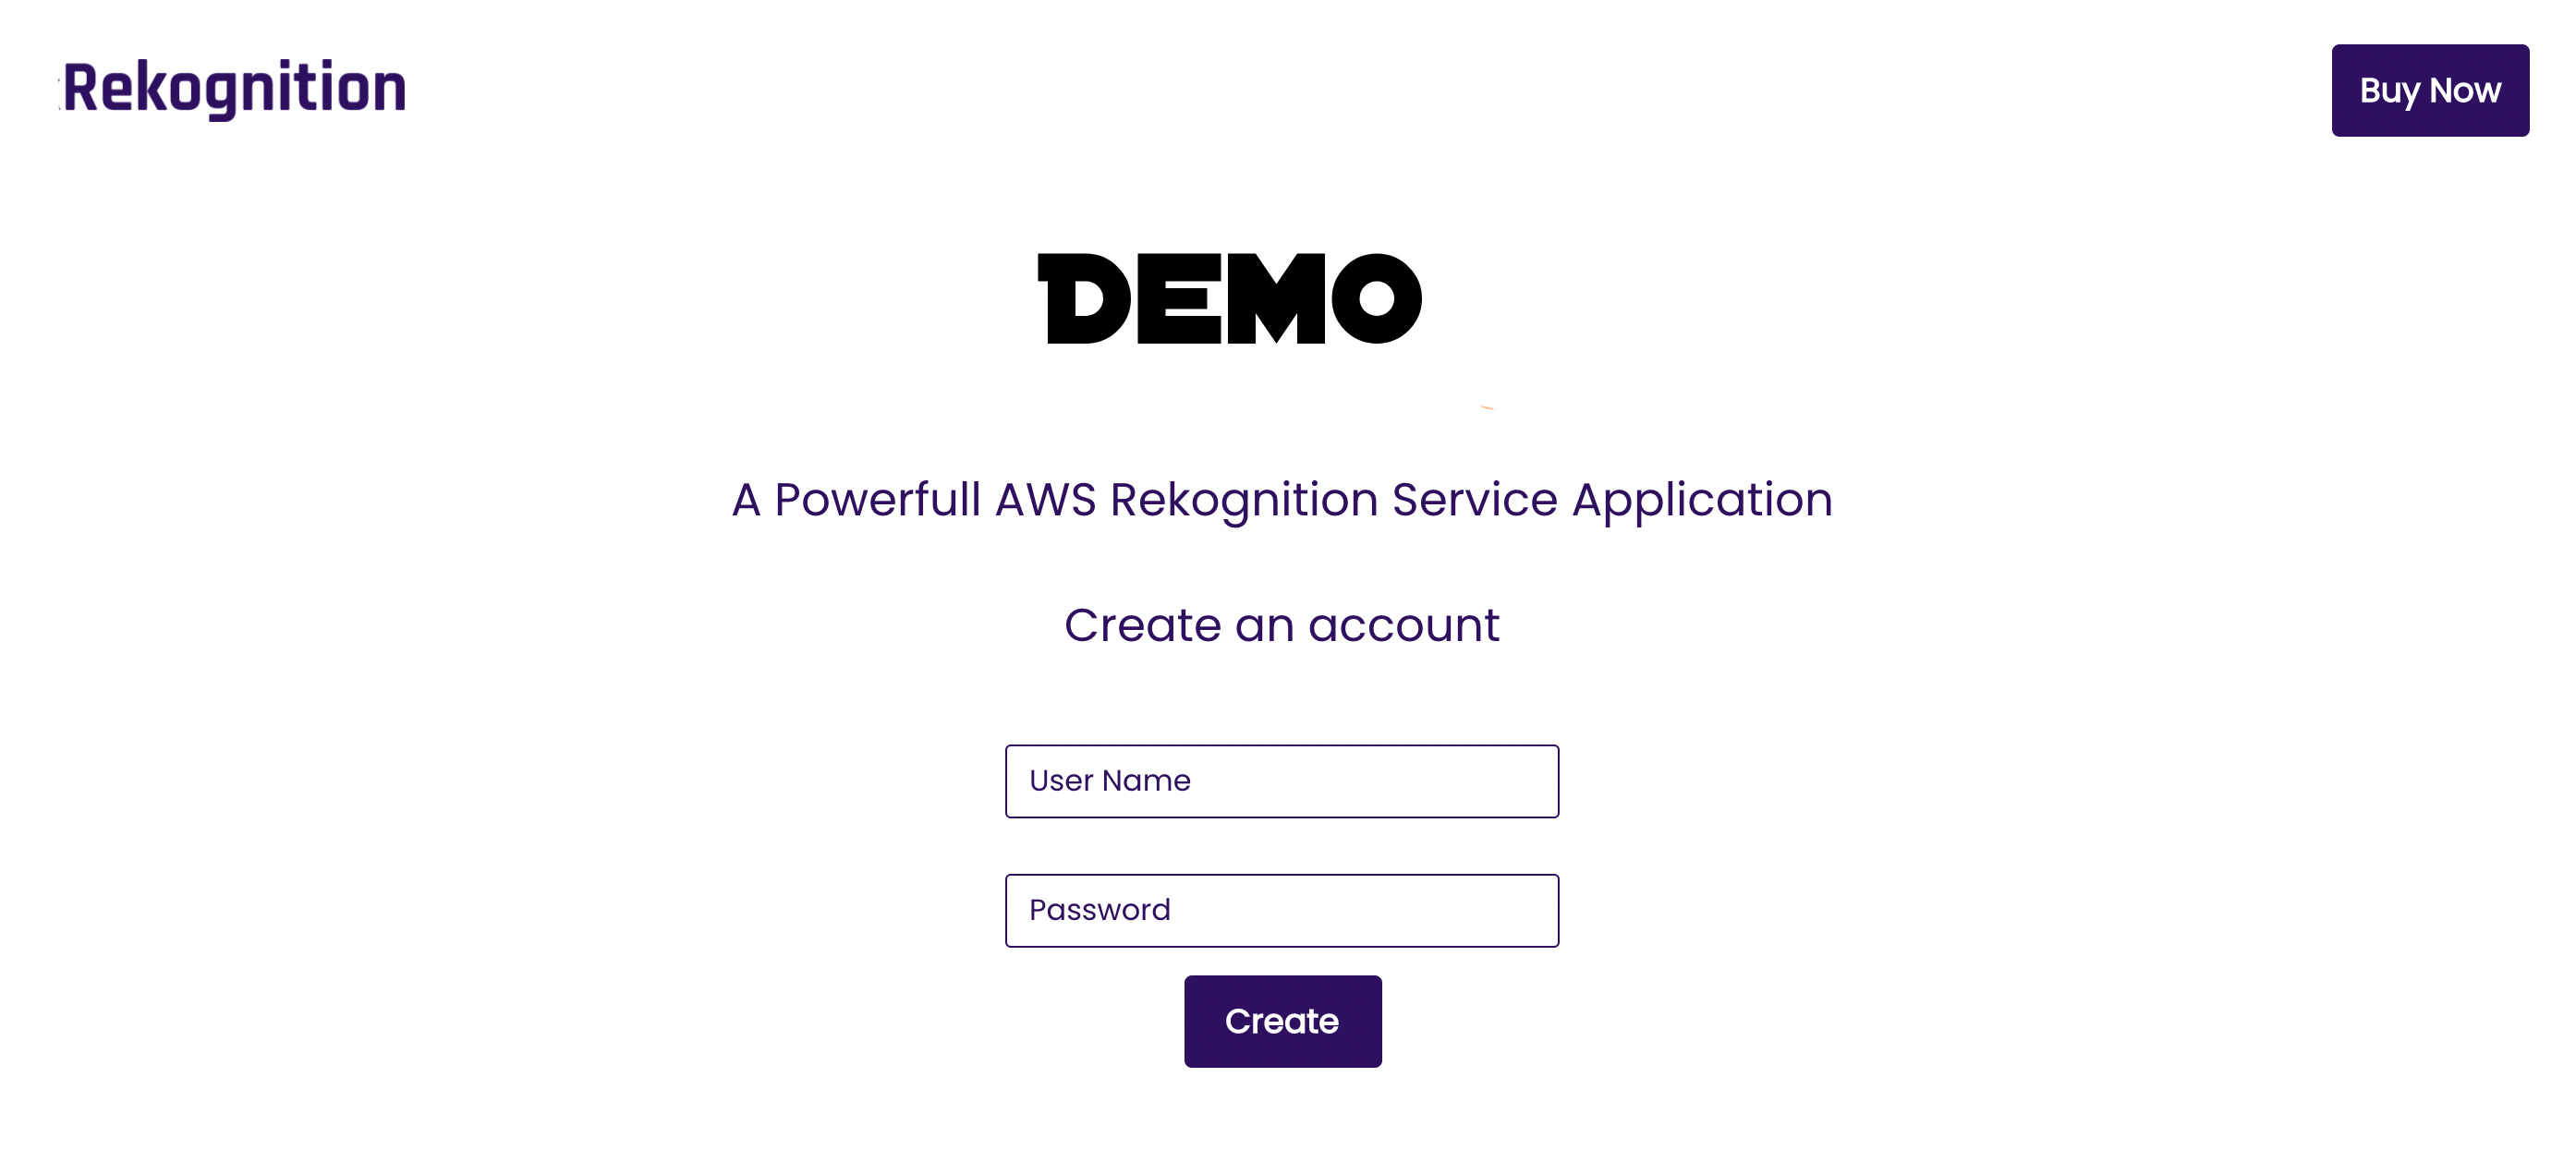 Rekognition
Buy Now
DEMO
A Powerfull AWS Rekognition Service Application
Create an account
User Name
Password
Create